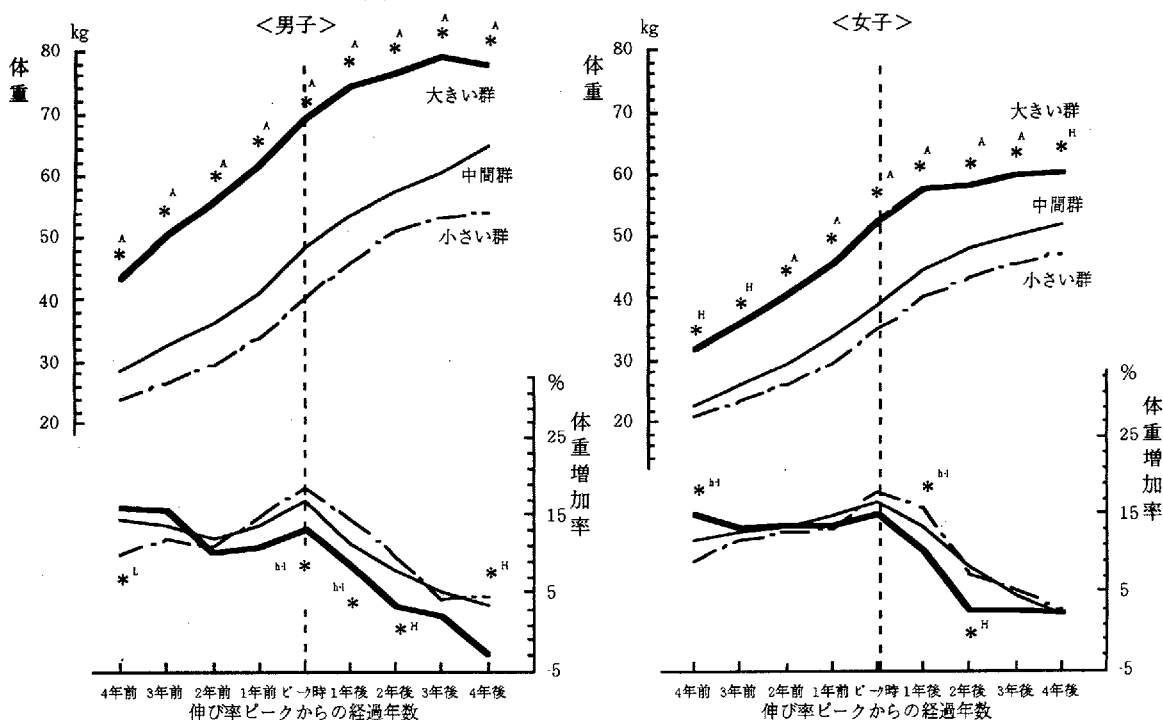 <男子>
kg
体重
80
70
60
50
40
30
20
大きい群
中間群
小さい群
* A
* A
* A
* A
* A
* A
* A
* A
* A
%
体重増加率
25
15
5
-5
* L
h-l *
h-l *
* H
* H
4年前 3年前 2年前 1年前 ピーク時 1年後 2年後 3年後 4年後
伸び率ピークからの経過年数
<女子>
kg
体重
80
70
60
50
40
30
20
大きい群
中間群
小さい群
* H
* H
* A
* A
* A
* A
* A
* A
* H
%
体重増加率
25
15
5
-5
* h-l
* h-l
* H
4年前 3年前 2年前 1年前 ピーク時 1年後 2年後 3年後 4年後
伸び率ピークからの経過年数